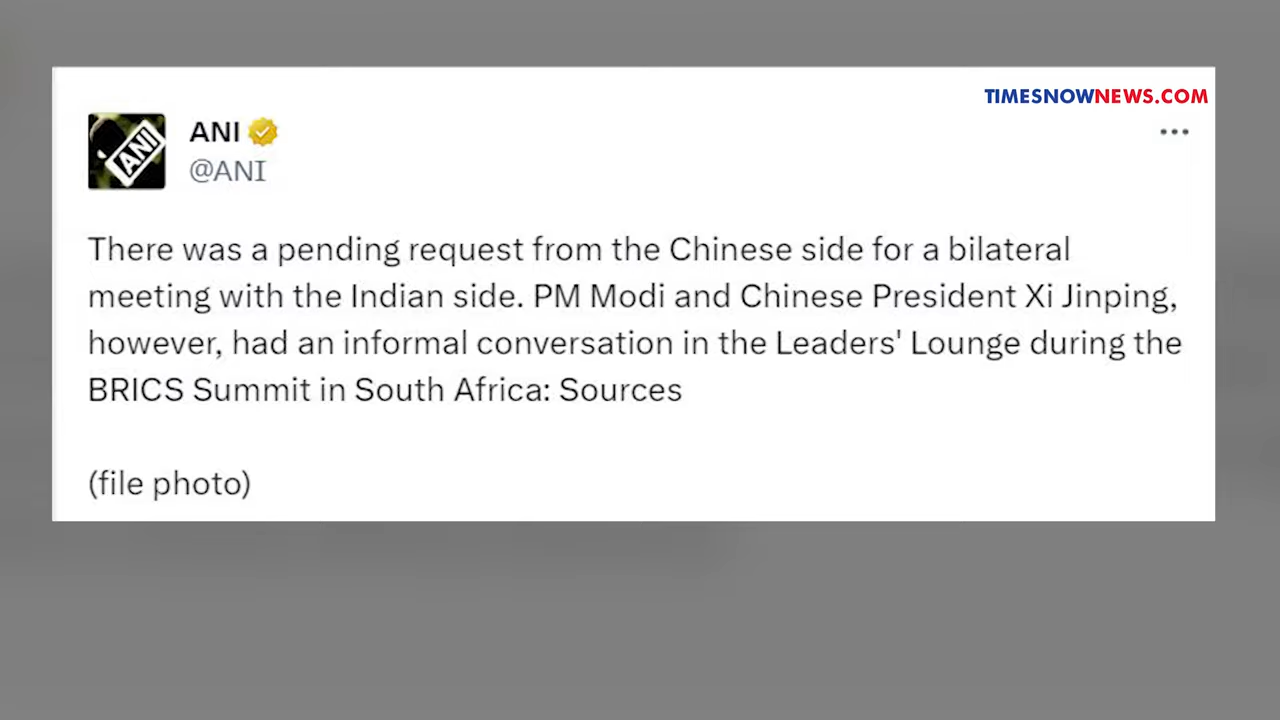 TIMESNOWNEWS.COM
ANI
ANI
@ANI
There was a pending request from the Chinese side for a bilateral
meeting with the Indian side. PM Modi and Chinese President Xi Jinping,
however, had an informal conversation in the Leaders' Lounge during the
BRICS Summit in South Africa: Sources
(file photo)